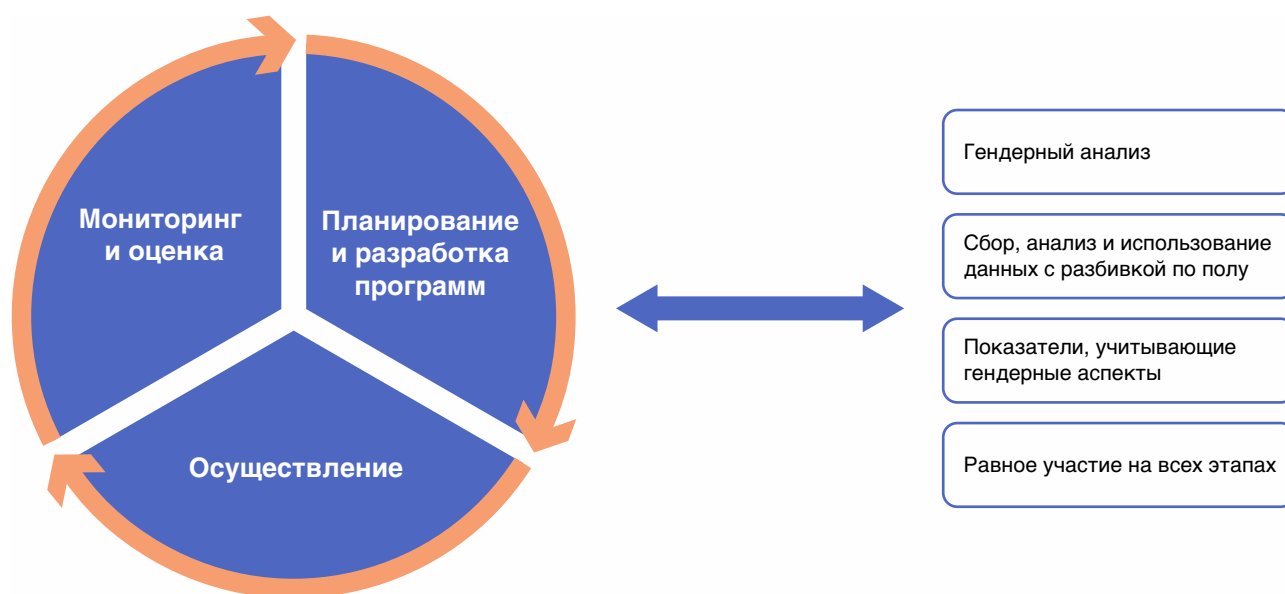 Мониторинг
и оценка
Планирование
и разработка
программ
Осуществление
Гендерный анализ
Сбор, анализ и использование
данных с разбивкой по полу
Показатели, учитывающие
гендерные аспекты
Равное участие на всех этапах